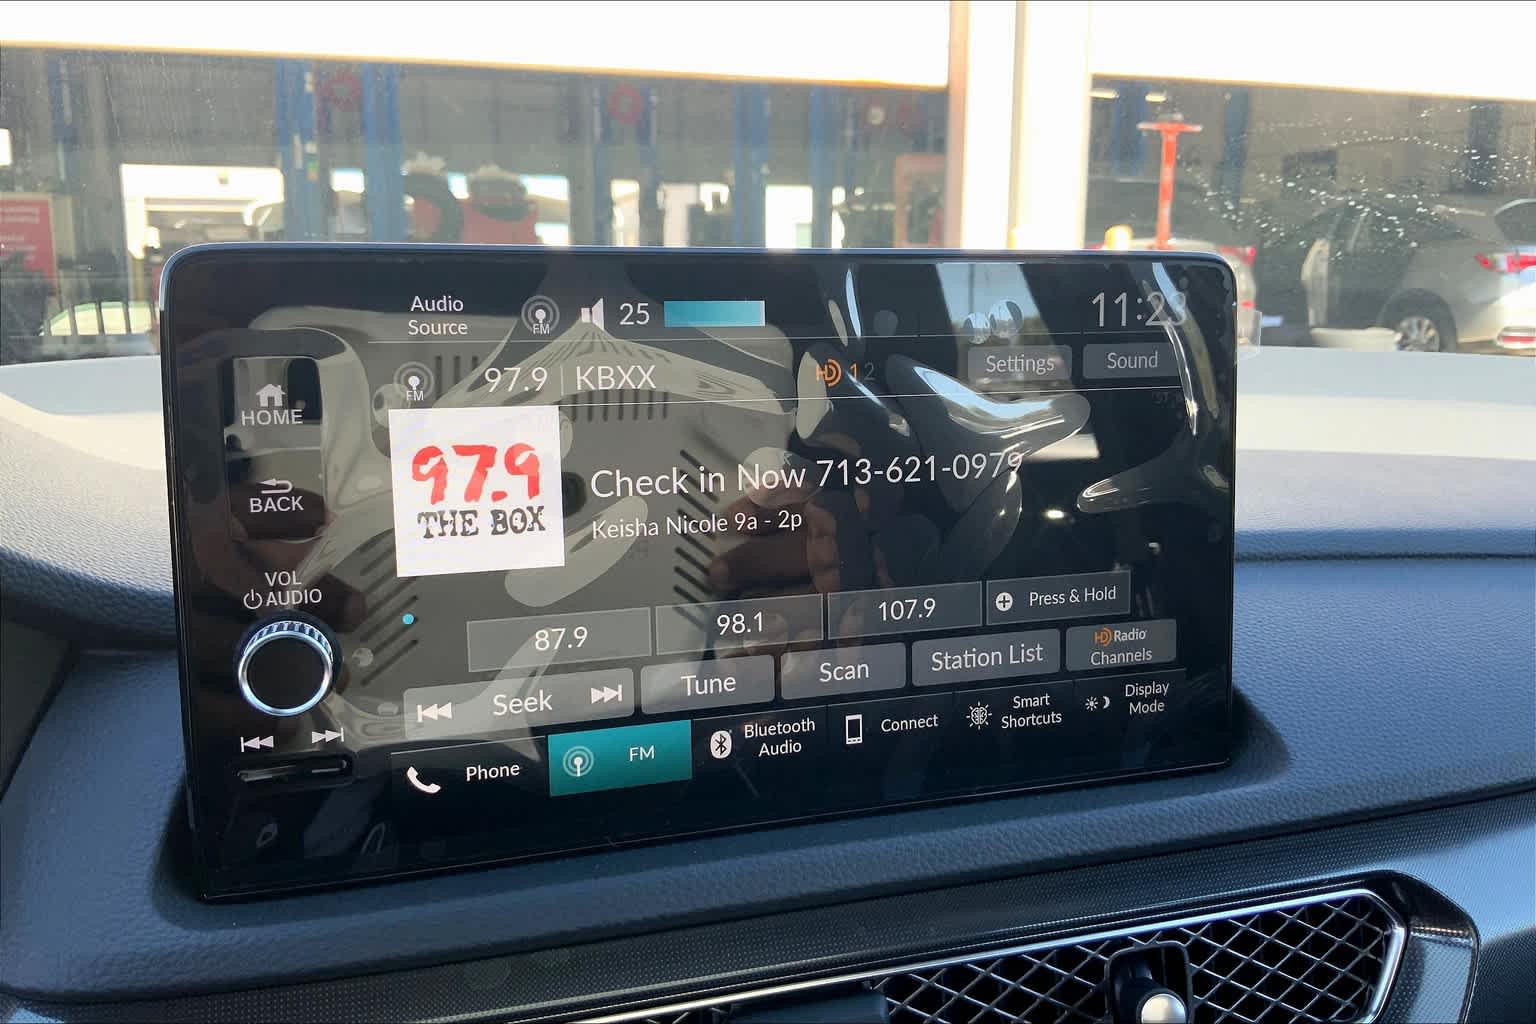 Audio
Source
FM
25
11:23
FM
97.9 | KBXX
HD 1 2
Settings
Sound
HOME
97.9
THE BOX
Check in Now 713-621-0979
Keisha Nicole 9a - 2p
BACK
VOL
AUDIO
87.9
98.1
107.9
Press & Hold
Seek
Tune
Scan
Station List
HD Radio
Channels
Phone
FM
Bluetooth
Audio
Connect
Smart
Shortcuts
Display
Mode